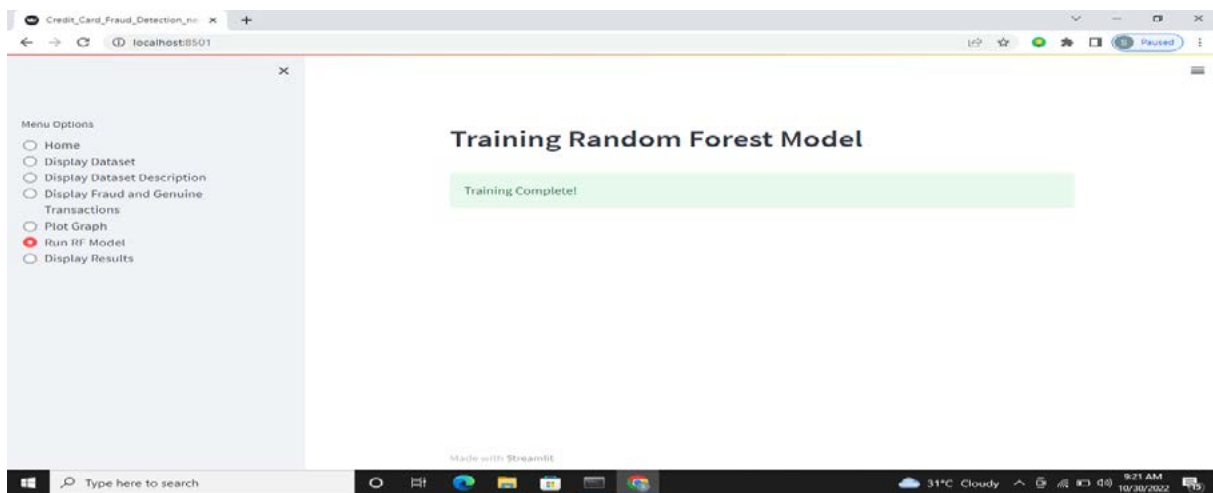 Credit_Card_Fraud_Detection_ne
localhost:8501
Paused
Menu Options
Home
Display Dataset
Display Dataset Description
Display Fraud and Genuine
Transactions
Plot Graph
Run RF Model
Display Results
Training Random Forest Model
Training Complete!
Made with Streamlit
Type here to search
31°C Cloudy
9:21 AM
10/30/2022